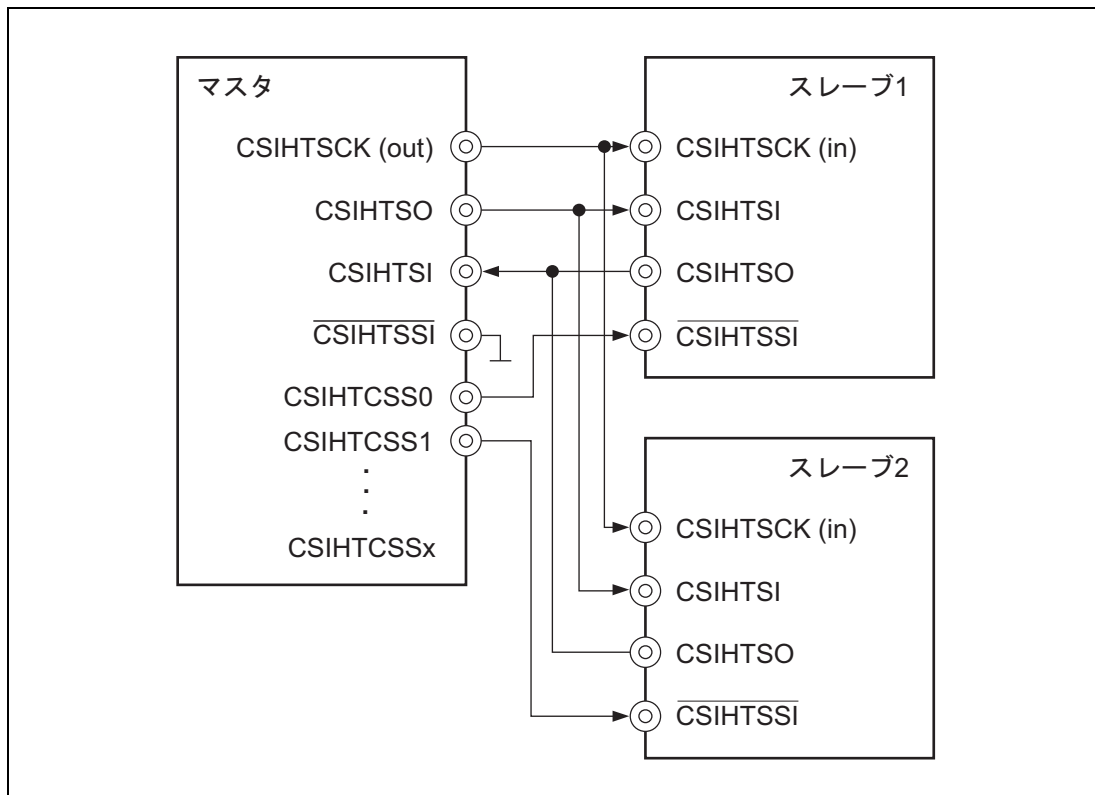 マスタ
CSIHTSCK (out)
CSIHTSO
CSIHTSI
CSIHTSSI
CSIHTCSS0
CSIHTCSS1
.
.
.
CSIHTCSSx
スレーブ1
CSIHTSCK (in)
CSIHTSI
CSIHTSO
CSIHTSSI
スレーブ2
CSIHTSCK (in)
CSIHTSI
CSIHTSO
CSIHTSSI